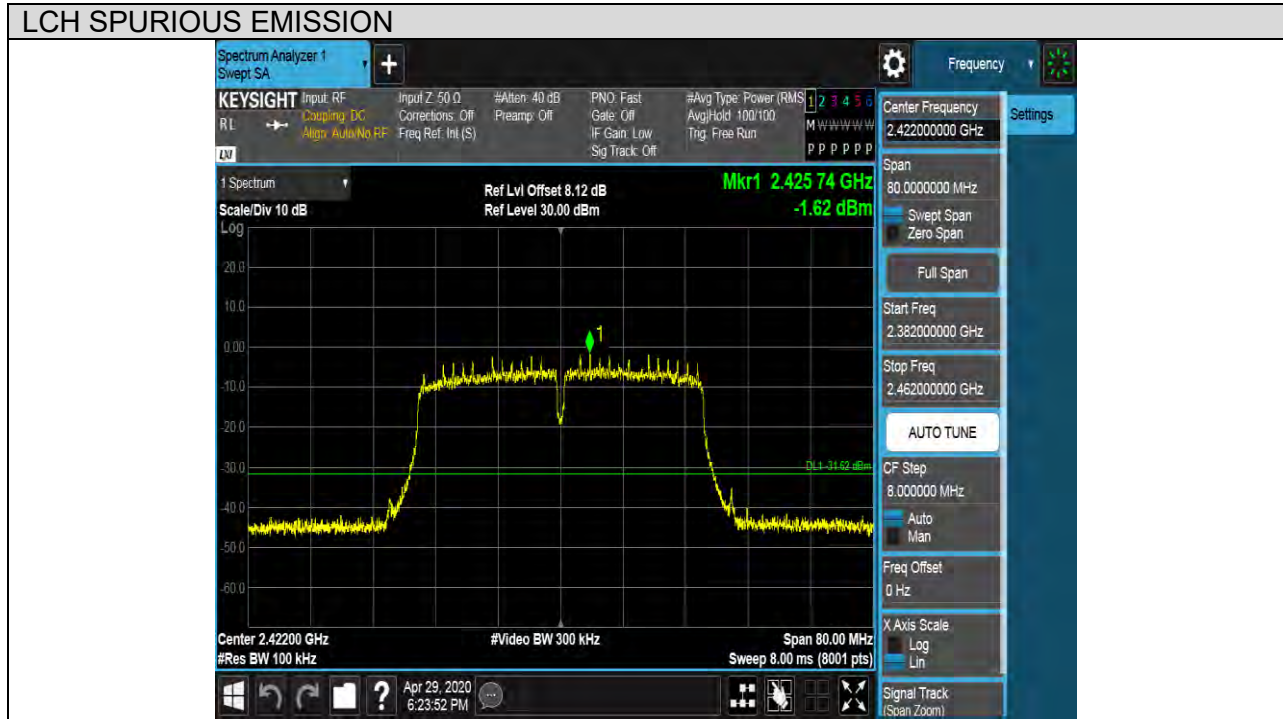 LCH SPURIOUS EMISSION
Spectrum Analyzer 1
Swept SA
Frequency
KEYSIGHT
RL
LXI
Input: RF
Coupling: DC
Align: Auto/No RF
Input Z: 50 Ω
Corrections: Off
Freq Ref: Int (S)
#Atten: 40 dB
Preamp: Off
PNO: Fast
Gate: Off
IF Gain: Low
Sig Track: Off
#Avg Type: Power (RMS
Avg|Hold: 100/100
Trig: Free Run
1 2 3 4 5 6
M W W W W W
P P P P P P
Settings
Center Frequency
2.422000000 GHz
Span
80.0000000 MHz
Swept Span
Zero Span
Full Span
Start Freq
2.382000000 GHz
Stop Freq
2.462000000 GHz
AUTO TUNE
CF Step
8.000000 MHz
Auto
Man
Freq Offset
0 Hz
X Axis Scale
Log
Lin
Signal Track
(Span Zoom)
1 Spectrum
Scale/Div 10 dB
Ref Lvl Offset 8.12 dB
Ref Level 30.00 dBm
Mkr1 2.425 74 GHz
-1.62 dBm
Log
20.0
10.0
0.00
-10.0
-20.0
-30.0
-40.0
-50.0
-60.0
1
DL1 -31.62 dBm
Center 2.42200 GHz
#Res BW 100 kHz
#Video BW 300 kHz
Span 80.00 MHz
Sweep 8.00 ms (8001 pts)
?
Apr 29, 2020
6:23:52 PM